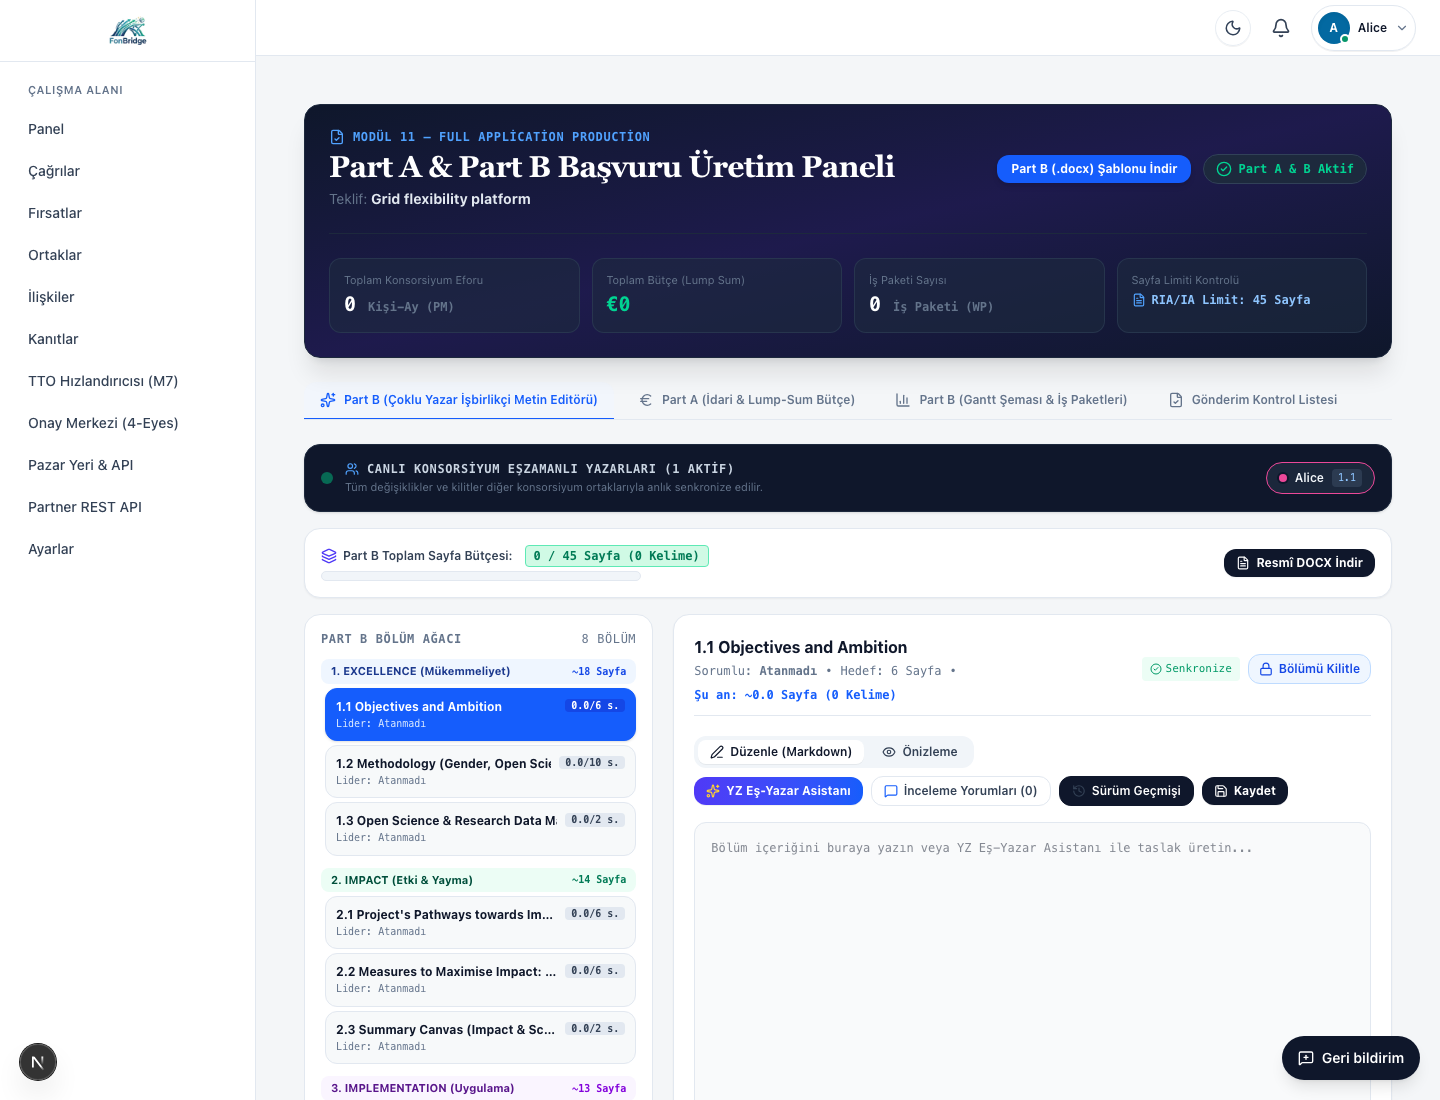 FonBridge
A
Alice
ÇALIŞMA ALANI
Panel
Çağrılar
Fırsatlar
Ortaklar
İlişkiler
Kanıtlar
TTO Hızlandırıcısı (M7)
Onay Merkezi (4-Eyes)
Pazar Yeri & API
Partner REST API
Ayarlar
N
MODÜL 11 — FULL APPLİCATİON PRODUCTİON
Part A & Part B Başvuru Üretim Paneli
Teklif: Grid flexibility platform
Part B (.docx) Şablonu İndir
Part A & B Aktif
Toplam Konsorsiyum Eforu
0 Kişi-Ay (PM)
Toplam Bütçe (Lump Sum)
€0
İş Paketi Sayısı
0 İş Paketi (WP)
Sayfa Limiti Kontrolü
RIA/IA Limit: 45 Sayfa
Part B (Çoklu Yazar İşbirlikçi Metin Editörü)
Part A (İdari & Lump-Sum Bütçe)
Part B (Gantt Şeması & İş Paketleri)
Gönderim Kontrol Listesi
CANLI KONSORSİYUM EŞZAMANLI YAZARLARI (1 AKTİF)
Tüm değişiklikler ve kilitler diğer konsorsiyum ortaklarıyla anlık senkronize edilir.
Alice 1.1
Part B Toplam Sayfa Bütçesi: 0 / 45 Sayfa (0 Kelime)
Resmî DOCX İndir
PART B BÖLÜM AĞACI 8 BÖLÜM
1. EXCELLENCE (Mükemmeliyet) ~18 Sayfa
1.1 Objectives and Ambition 0.0/6 s.
Lider: Atanmadı
1.2 Methodology (Gender, Open Scie 0.0/10 s.
Lider: Atanmadı
1.3 Open Science & Research Data M 0.0/2 s.
Lider: Atanmadı
2. IMPACT (Etki & Yayma) ~14 Sayfa
2.1 Project's Pathways towards Im... 0.0/6 s.
Lider: Atanmadı
2.2 Measures to Maximise Impact: ... 0.0/6 s.
Lider: Atanmadı
2.3 Summary Canvas (Impact & Sc... 0.0/2 s.
Lider: Atanmadı
3. IMPLEMENTATION (Uygulama) ~13 Sayfa
1.1 Objectives and Ambition
Sorumlu: Atanmadı • Hedef: 6 Sayfa •
Şu an: ~0.0 Sayfa (0 Kelime)
Senkronize
Bölümü Kilitle
Düzenle (Markdown)
Önizleme
YZ Eş-Yazar Asistanı
İnceleme Yorumları (0)
Sürüm Geçmişi
Kaydet
Bölüm içeriğini buraya yazın veya YZ Eş-Yazar Asistanı ile taslak üretin...
Geri bildirim